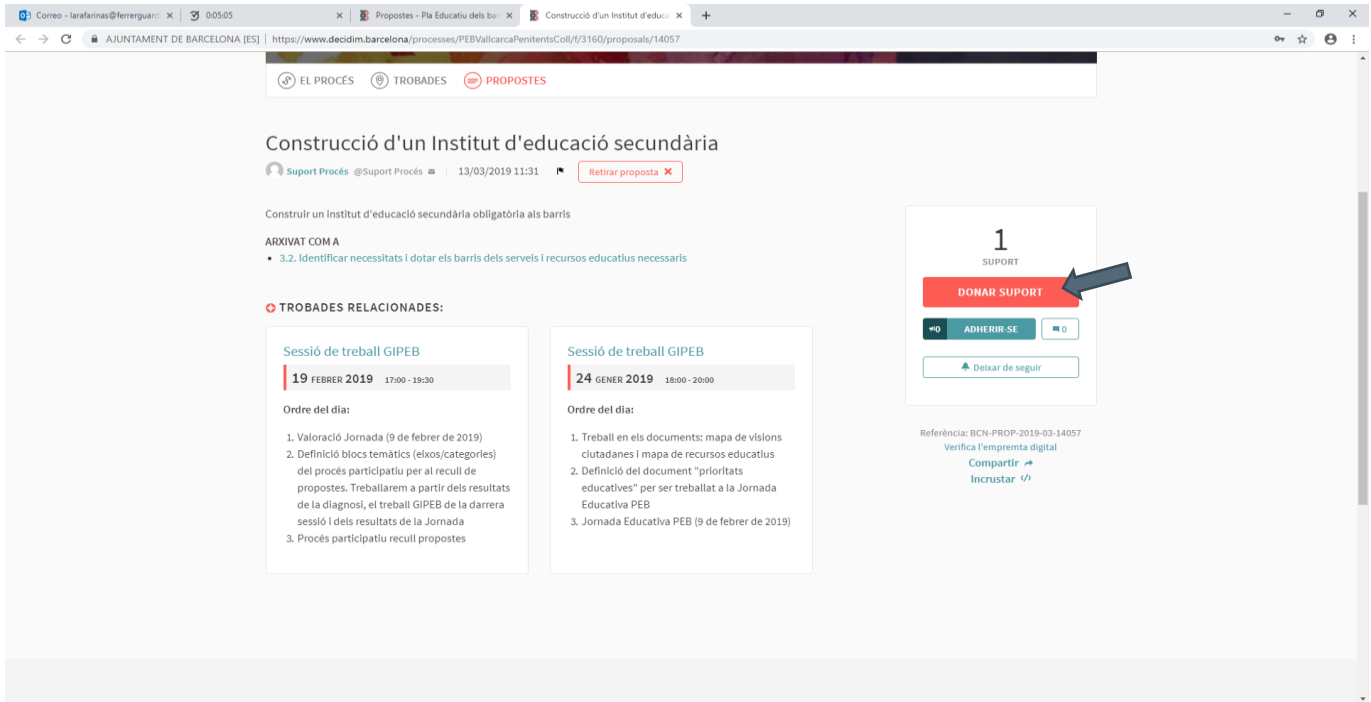 Correo - larafarinas@ferrerguardi
0:05:05
Propostes - Pla Educatiu dels bar
Construcció d'un Institut d'educa
AJUNTAMENT DE BARCELONA [ES] | https://www.decidim.barcelona/processes/PEBVallcarcaPenitentsColl/f/3160/proposals/14057
EL PROCÉS TROBADES PROPOSTES
Construcció d'un Institut d'educació secundària
Suport Procés @Suport Procés 13/03/2019 11:31 Retirar proposta
Construir un institut d'educació secundària obligatòria als barris
ARXIVAT COM A
3.2. Identificar necessitats i dotar els barris dels serveis i recursos educatius necessaris
TROBADES RELACIONADES:
Sessió de treball GIPEB
19 FEBRER 2019 17:00 - 19:30
Ordre del dia:
1. Valoració Jornada (9 de febrer de 2019)
2. Definició blocs temàtics (eixos/categories)
del procés participatiu per al recull de
propostes. Treballarem a partir dels resultats
de la diagnosi, el treball GIPEB de la darrera
sessió i dels resultats de la Jornada
3. Procés participatiu recull propostes
Sessió de treball GIPEB
24 GENER 2019 18:00 - 20:00
Ordre del dia:
1. Treball en els documents: mapa de visions
ciutadanes i mapa de recursos educatius
2. Definició del document "prioritats
educatives" per ser treballat a la Jornada
Educativa PEB
3. Jornada Educativa PEB (9 de febrer de 2019)
1
SUPORT
DONAR SUPORT
0 ADHERIR-SE 0
Deixar de seguir
Referència: BCN-PROP-2019-03-14057
Verifica l'empremta digital
Compartir
Incrustar